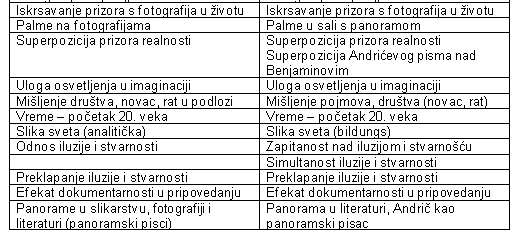 Iskrsavanje prizora s fotografija u životu	Iskrsavanje prizora s fotografija u životu
Palme na fotografijama	Palme u sali s panoramom
Superpozicija prizora realnosti	Superpozicija prizora realnosti
Superpozicija Andrićevog pisma nad
Benjaminovim
Uloga osvetljenja u imaginaciji	Uloga osvetljenja u imaginaciji
Mišljenje društva, novac, rat u podlozi	Mišljenje pojmova, društva (novac, rat)
Vreme – početak 20. veka	Vreme – početak 20. veka
Slika sveta (analitička)	Slika sveta (bildungs)
Odnos iluzije i stvarnosti	Zapitanost nad iluzijom i stvarnošću
Simultanost iluzije i stvarnosti
Preklapanje iluzije i stvarnosti	Preklapanje iluzije i stvarnosti
Efekat dokumentarnosti u pripovedanju	Efekat dokumentarnosti u pripovedanju
Panorame u slikarstvu, fotografiji i	Panorama u literaturi, Andrič kao
literaturi (panoramski pisci)	panoramski pisac